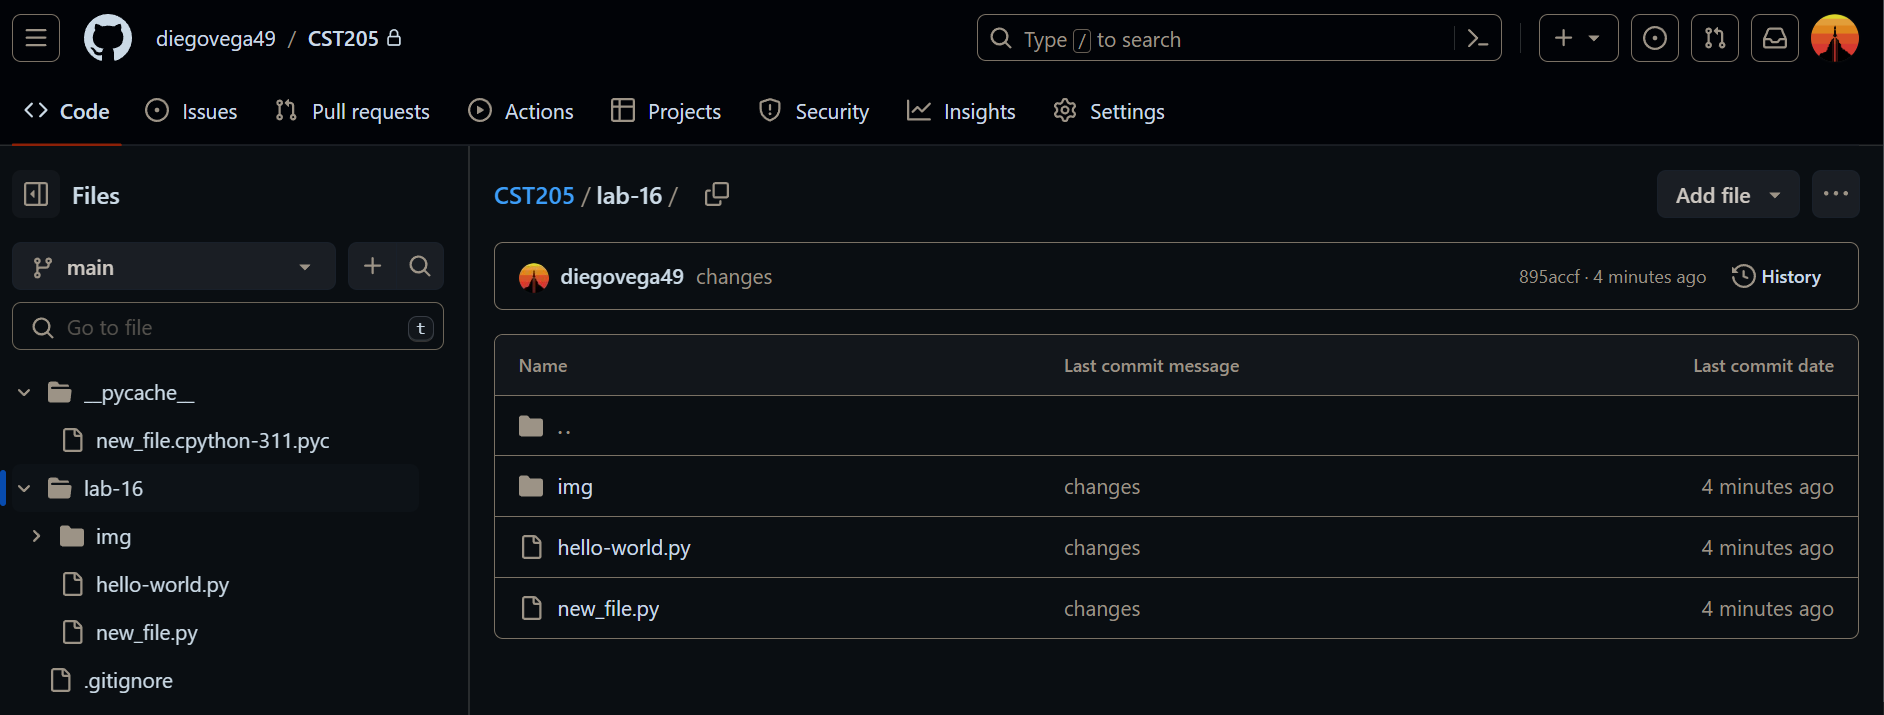 diegovega49 / CST205
Type / to search
Code Issues Pull requests Actions Projects Security Insights Settings
Files
main
Go to file t
__pycache__
new_file.cpython-311.pyc
lab-16
img
hello-world.py
new_file.py
.gitignore
CST205 / lab-16 /
Add file
diegovega49 changes 895accf · 4 minutes ago History
Name Last commit message Last commit date
..
img changes 4 minutes ago
hello-world.py changes 4 minutes ago
new_file.py changes 4 minutes ago